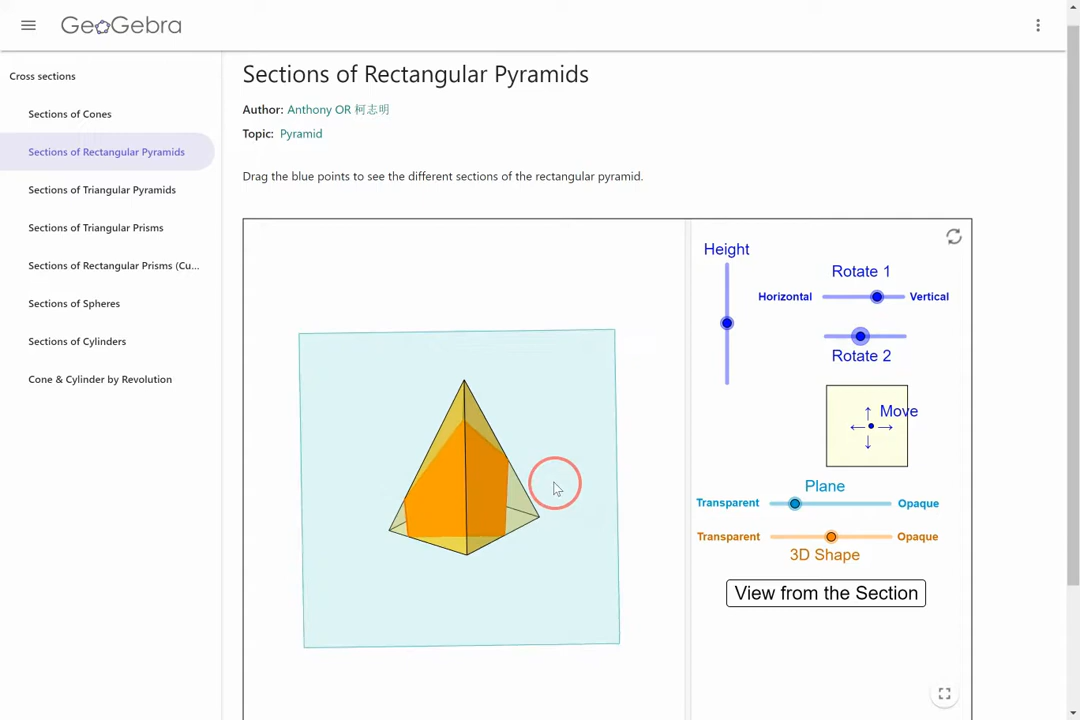 GeoGebra
Cross sections
Sections of Cones
Sections of Rectangular Pyramids
Sections of Triangular Pyramids
Sections of Triangular Prisms
Sections of Rectangular Prisms (Cu...
Sections of Spheres
Sections of Cylinders
Cone & Cylinder by Revolution
Sections of Rectangular Pyramids
Author: Anthony OR 柯志明
Topic: Pyramid
Drag the blue points to see the different sections of the rectangular pyramid.
Height
Rotate 1
Horizontal Vertical
Rotate 2
Move
Plane
Transparent Opaque
Transparent Opaque
3D Shape
View from the Section